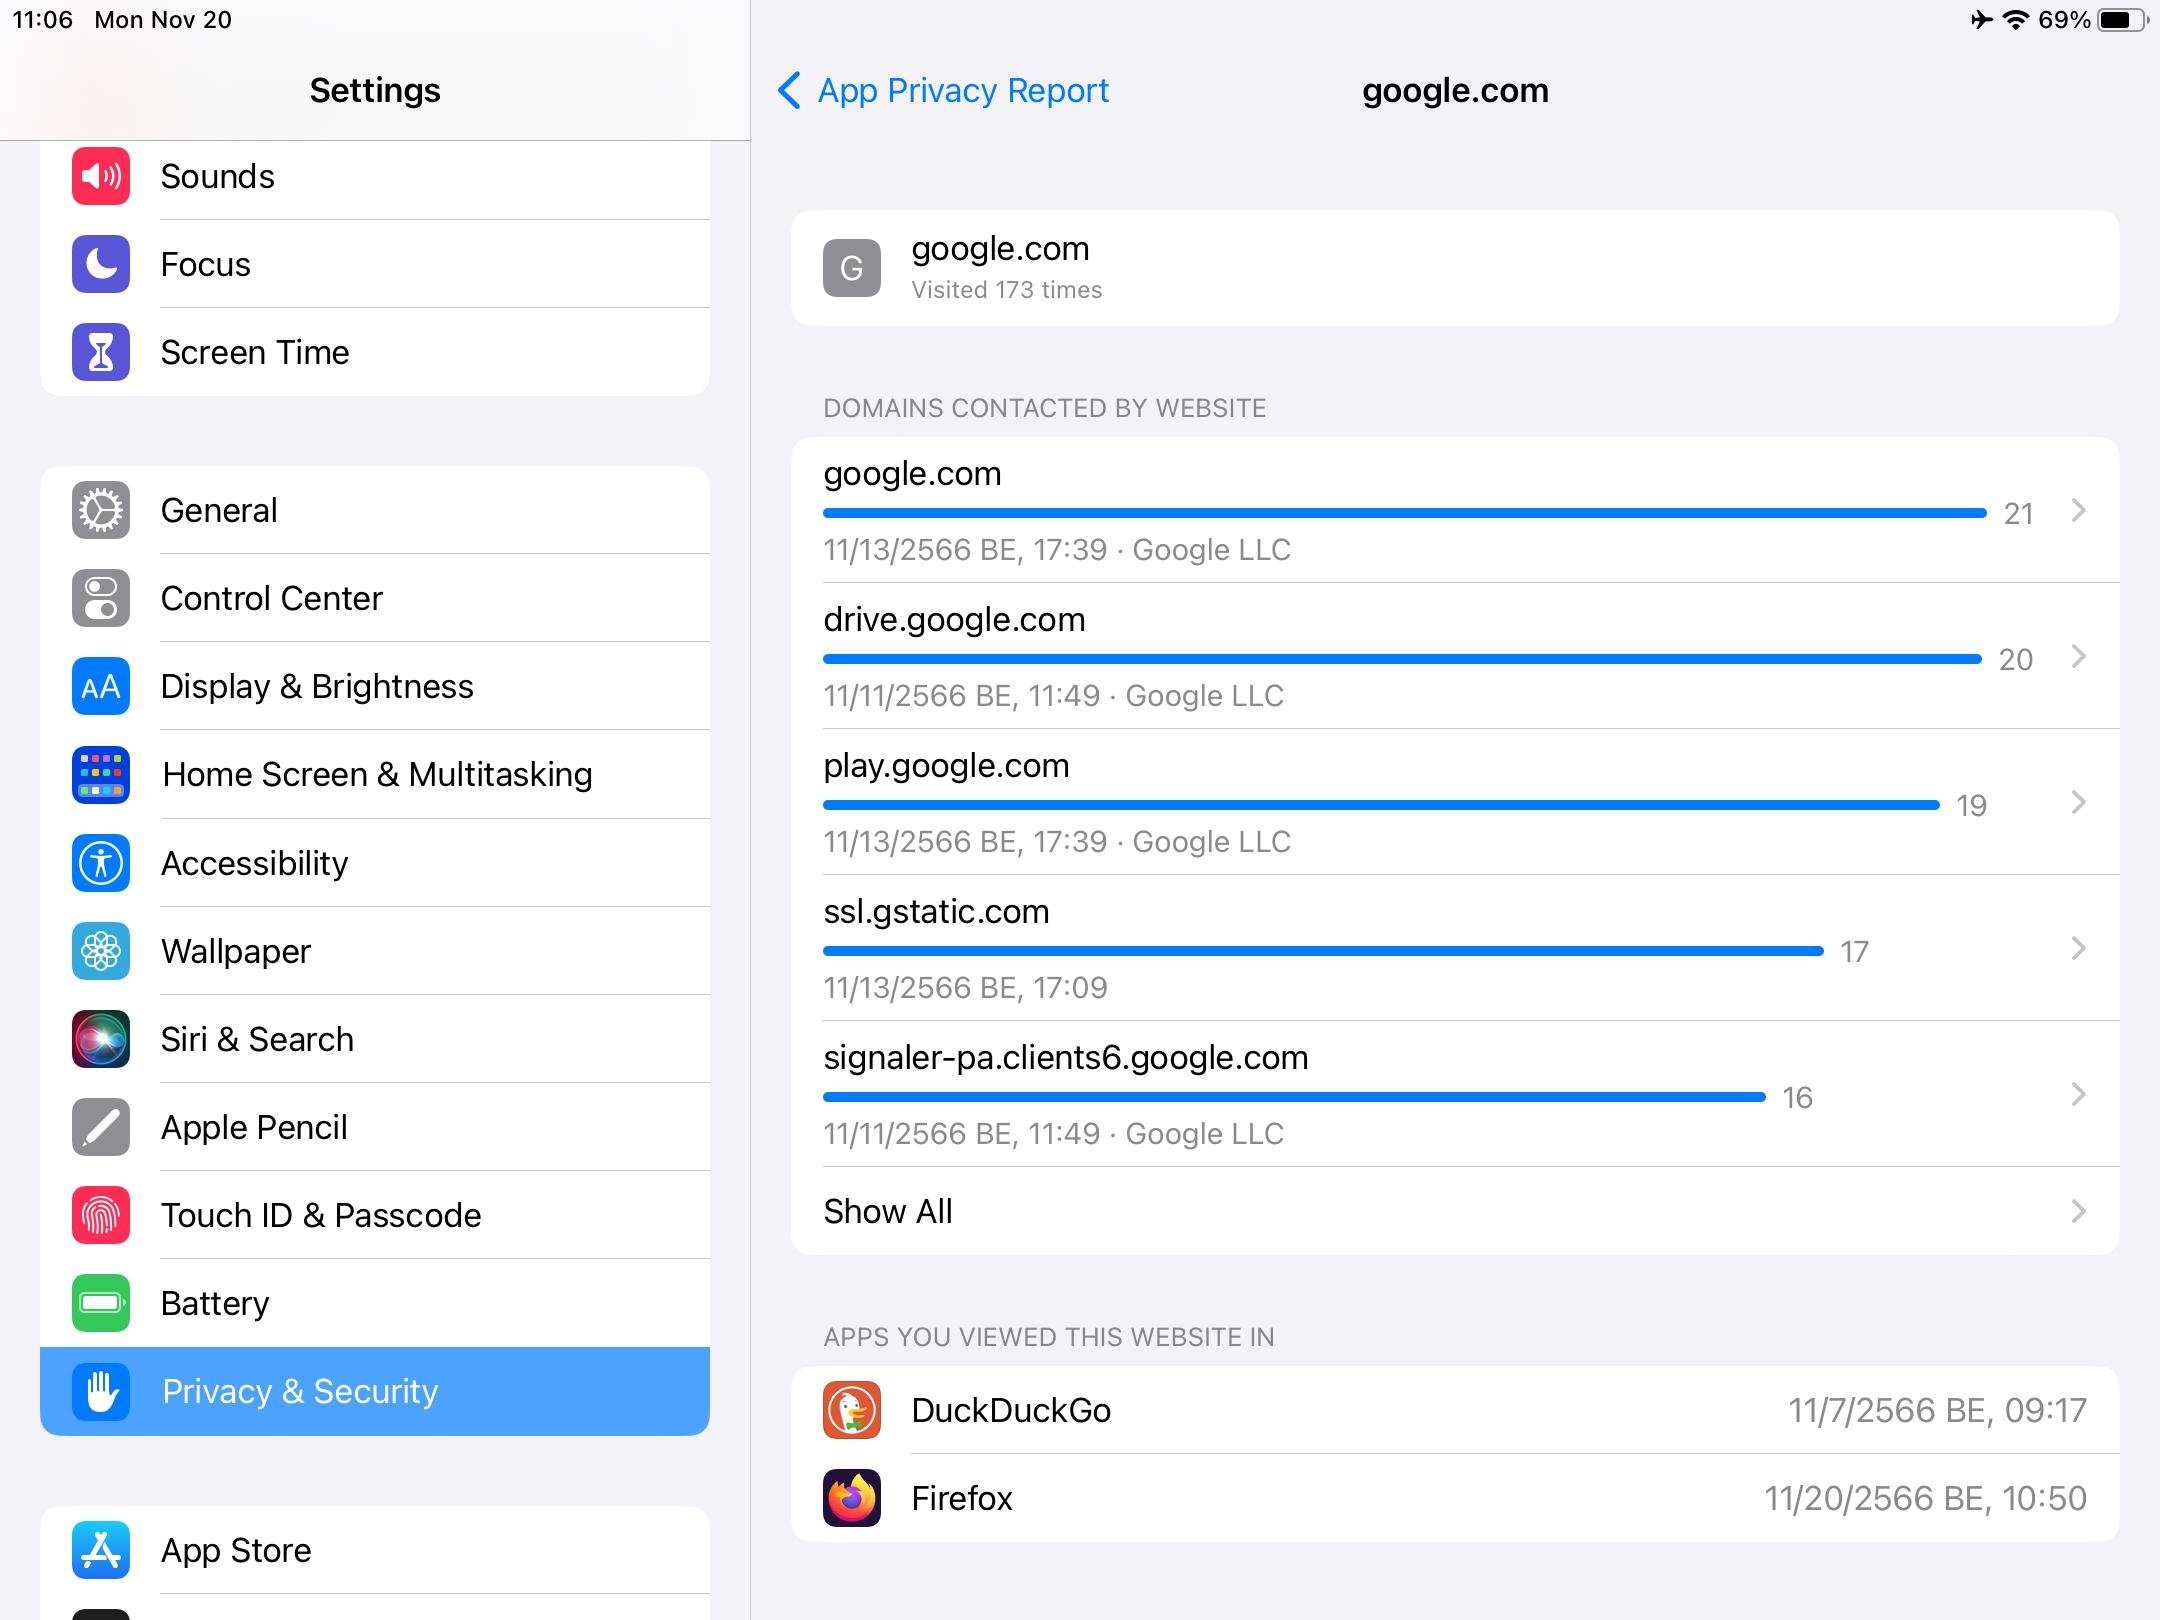 11:06 Mon Nov 20
69%
Settings
Sounds
Focus
Screen Time
General
Control Center
AA
Display & Brightness
Home Screen & Multitasking
Accessibility
Wallpaper
Siri & Search
Apple Pencil
Touch ID & Passcode
Battery
Privacy & Security
App Store
App Privacy Report
google.com
G
google.com
Visited 173 times
DOMAINS CONTACTED BY WEBSITE
google.com
21
11/13/2566 BE, 17:39 · Google LLC
drive.google.com
20
11/11/2566 BE, 11:49 · Google LLC
play.google.com
19
11/13/2566 BE, 17:39 · Google LLC
ssl.gstatic.com
17
11/13/2566 BE, 17:09
signaler-pa.clients6.google.com
16
11/11/2566 BE, 11:49 · Google LLC
Show All
APPS YOU VIEWED THIS WEBSITE IN
DuckDuckGo 11/7/2566 BE, 09:17
Firefox 11/20/2566 BE, 10:50